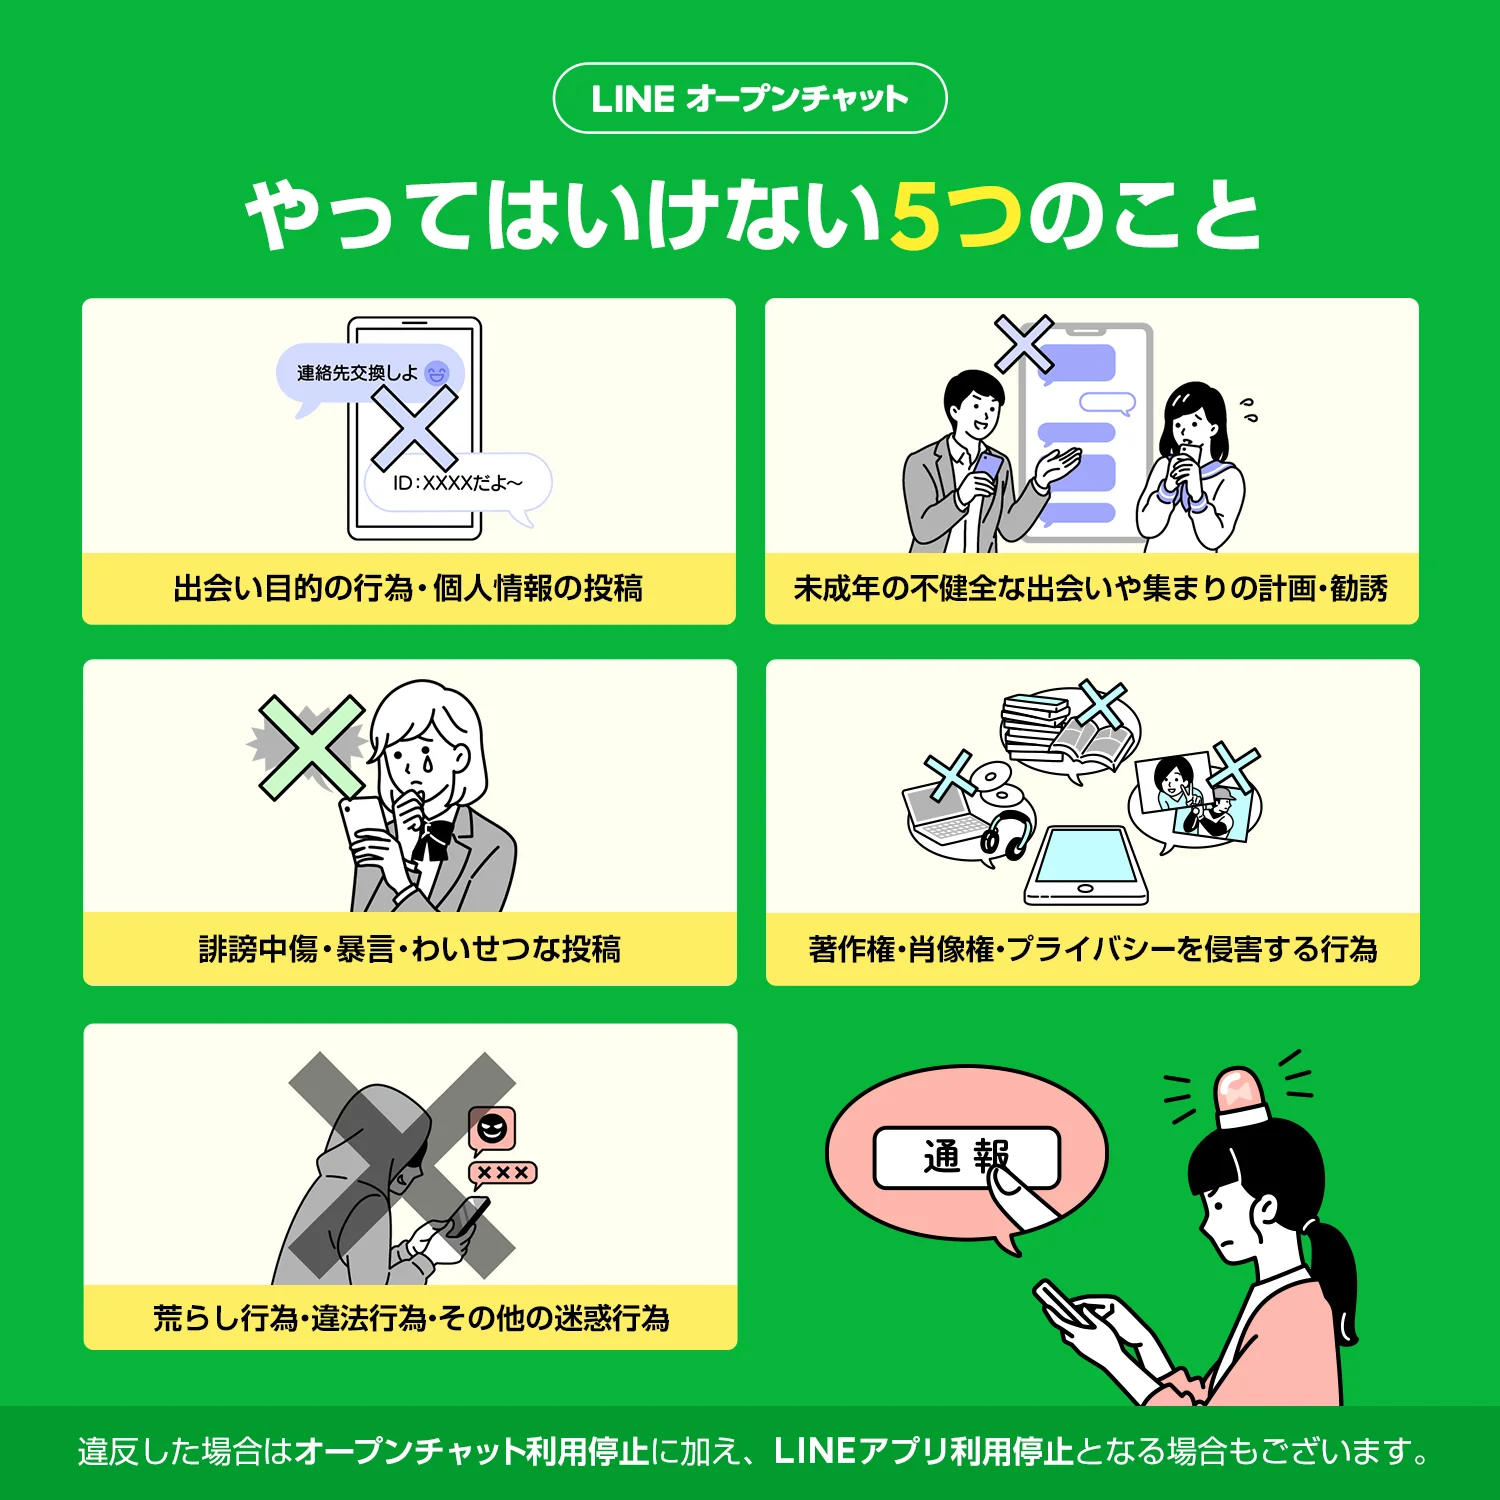 LINE オープンチャット
やってはいけない5つのこと
連絡先交換しよ
ID：XXXXだよ～
出会い目的の行為・個人情報の投稿
未成年の不健全な出会いや集まりの計画・勧誘
誹謗中傷・暴言・わいせつな投稿
著作権・肖像権・プライバシーを侵害する行為
×××
荒らし行為・違法行為・その他の迷惑行為
通報
違反した場合はオープンチャット利用停止に加え、LINEアプリ利用停止となる場合もございます。